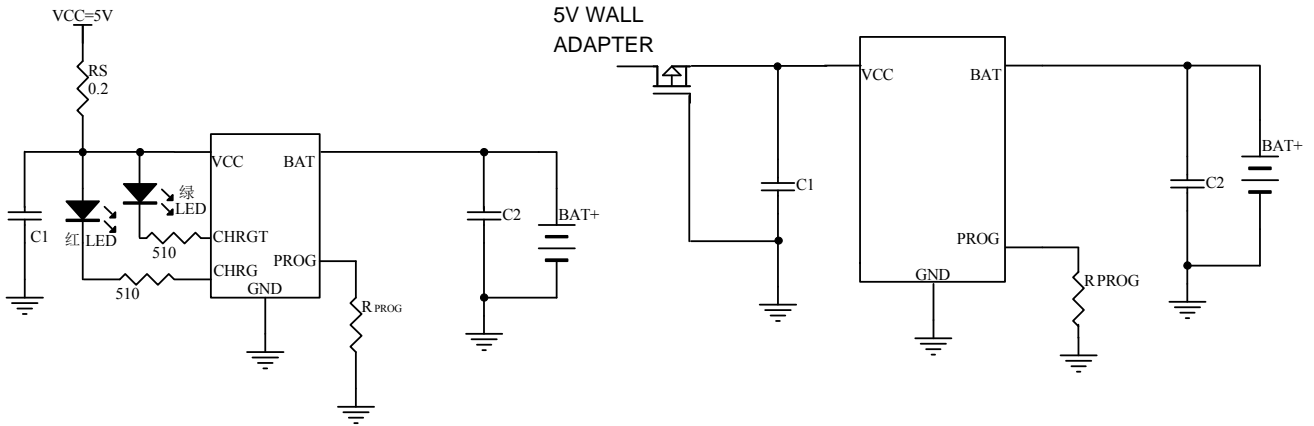 VCC=5V
RS
0.2
VCC
BAT
绿
LED
C1
红 LED
CHRGT
510
CHRG
510
PROG
GND
C2
BAT+
R PROG
5V WALL
ADAPTER
VCC
BAT
C1
C2
BAT+
PROG
GND
R PROG